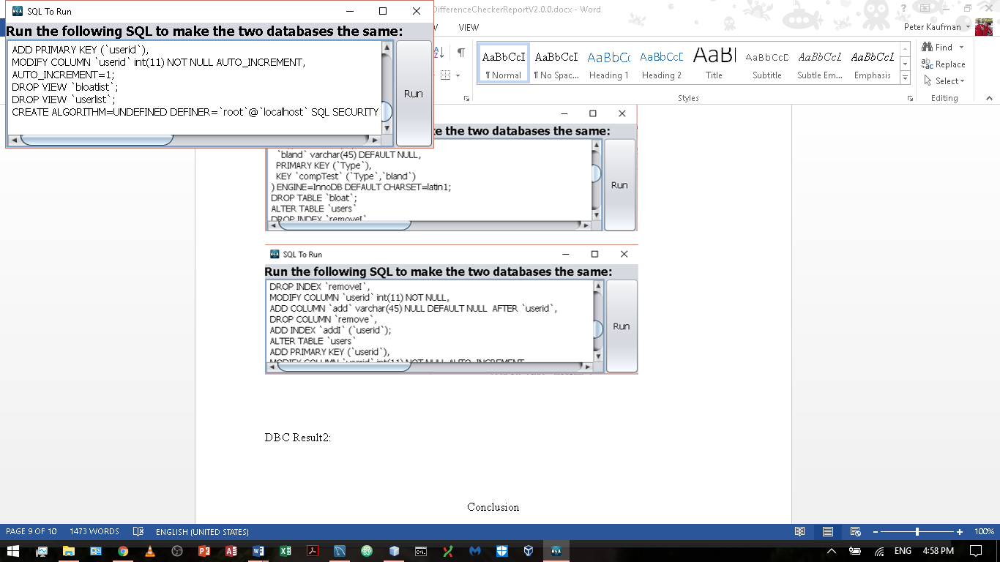 SQL To Run
Run the following SQL to make the two databases the same:
ADD PRIMARY KEY (`userid`),
MODIFY COLUMN `userid` int(11) NOT NULL AUTO_INCREMENT,
AUTO_INCREMENT=1;
DROP VIEW `bloatlist`;
DROP VIEW `userlist`;
CREATE ALGORITHM=UNDEFINED DEFINER=`root`@`localhost` SQL SECURITY
Run
DifferenceCheckerReportV2.0.0.docx - Word
VIEW
Peter Kaufman
AaBbCcI
¶ Normal
AaBbCcI
¶ No Spac...
AaBbC
Heading 1
AaBbCcD
Heading 2
AaB
Title
AaBbCcD
Subtitle
AaBbCcI
Subtle Em...
AaBbCcI
Emphasis
Styles
Find
Replace
Select
Editing
ke the two databases the same:
`bland` varchar(45) DEFAULT NULL,
PRIMARY KEY (`Type`),
KEY `compTest` (`Type`,`bland`)
) ENGINE=InnoDB DEFAULT CHARSET=latin1;
DROP TABLE `bloat`;
ALTER TABLE `users`
DROP INDEX `removeI`
Run
SQL To Run
Run the following SQL to make the two databases the same:
DROP INDEX `removeI`,
MODIFY COLUMN `userid` int(11) NOT NULL,
ADD COLUMN `add` varchar(45) NULL DEFAULT NULL  AFTER `userid`,
DROP COLUMN `remove`,
ADD INDEX `addI` (`userid`);
ALTER TABLE `users`
ADD PRIMARY KEY (`userid`),
MODIFY COLUMN `userid` int(11) NOT NULL AUTO_INCREMENT
Run
DBC Result2:
Conclusion
PAGE 9 OF 10
1473 WORDS
ENGLISH (UNITED STATES)
100%
ENG
4:58 PM